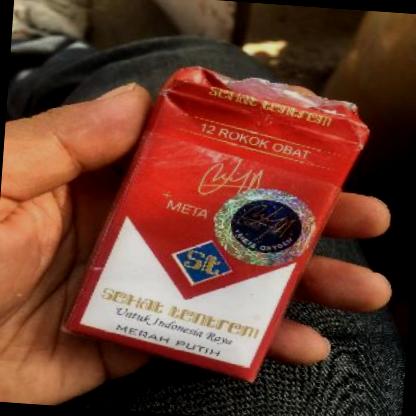 SEHAT TENTREM
12 ROKOK OBAT
META
St
SEHAT TENTREM
Untuk Indonesia Raya
MERAH PUTIH